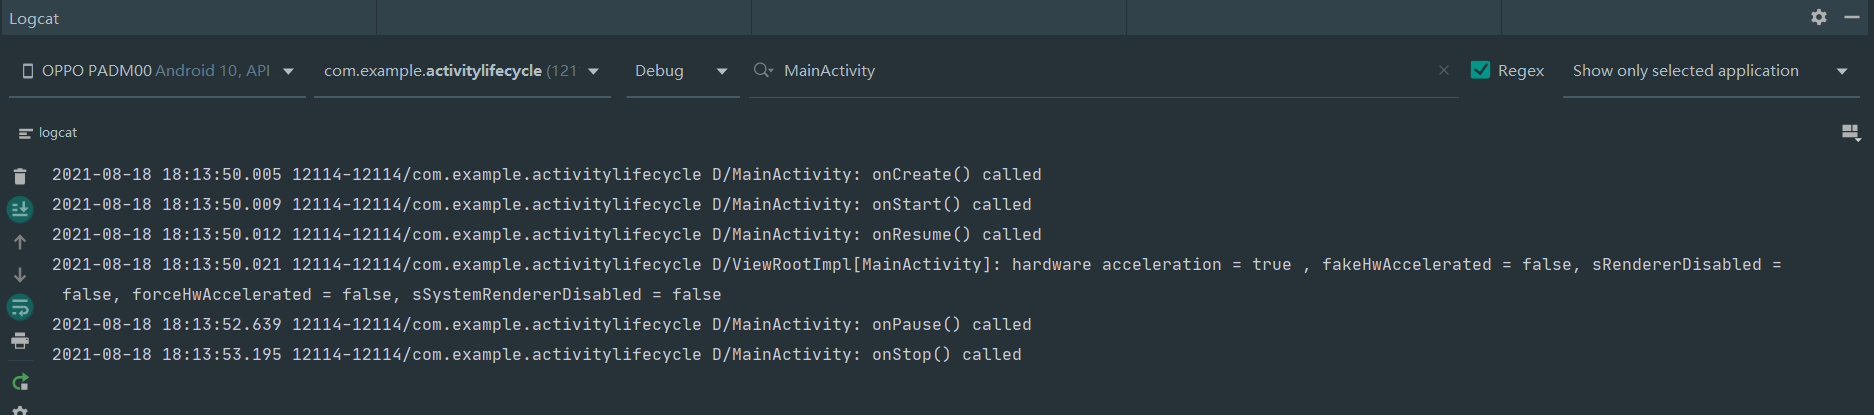 Logcat
OPPO PADM00 Android 10, API
com.example.activitylifecycle (121
Debug
MainActivity
Regex
Show only selected application
logcat
2021-08-18 18:13:50.005 12114-12114/com.example.activitylifecycle D/MainActivity: onCreate() called
2021-08-18 18:13:50.009 12114-12114/com.example.activitylifecycle D/MainActivity: onStart() called
2021-08-18 18:13:50.012 12114-12114/com.example.activitylifecycle D/MainActivity: onResume() called
2021-08-18 18:13:50.021 12114-12114/com.example.activitylifecycle D/ViewRootImpl[MainActivity]: hardware acceleration = true , fakeHwAccelerated = false, sRendererDisabled =
false, forceHwAccelerated = false, sSystemRendererDisabled = false
2021-08-18 18:13:52.639 12114-12114/com.example.activitylifecycle D/MainActivity: onPause() called
2021-08-18 18:13:53.195 12114-12114/com.example.activitylifecycle D/MainActivity: onStop() called